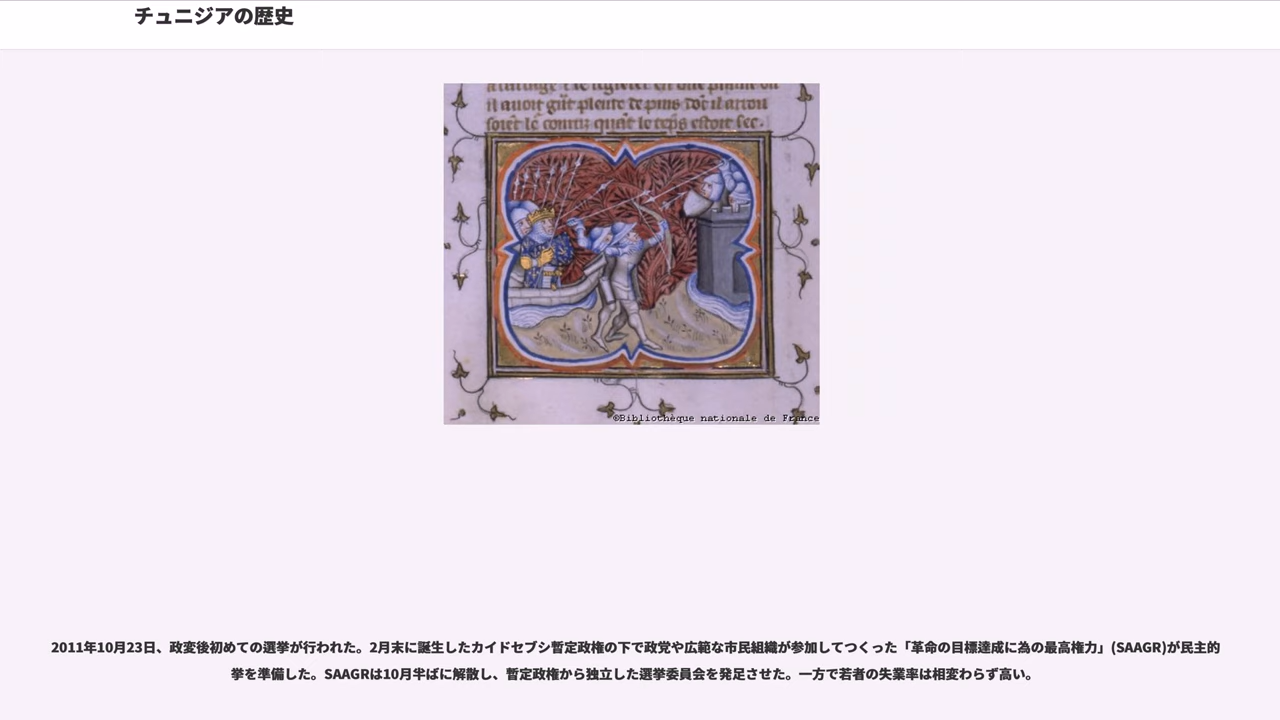 チュニジアの歴史
il auoit
©Bibliothèque nationale de France
2011年10月23日、政変後初めての選挙が行われた。2月末に誕生したカイドセブシ暫定政権の下で政党や広範な市民組織が参加してつくった「革命の目標達成に為の最高権力」(SAAGR)が民主的
挙を準備した。SAAGRは10月半ばに解散し、暫定政権から独立した選挙委員会を発足させた。一方で若者の失業率は相変わらず高い。